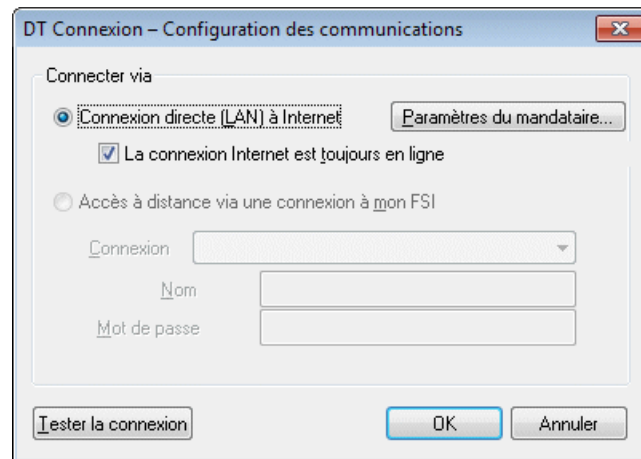 DT Connexion – Configuration des communications
Connecter via
Connexion directe (LAN) à Internet
Paramètres du mandataire...
La connexion Internet est toujours en ligne
Accès à distance via une connexion à mon FSI
Connexion
Nom
Mot de passe
Tester la connexion
OK
Annuler